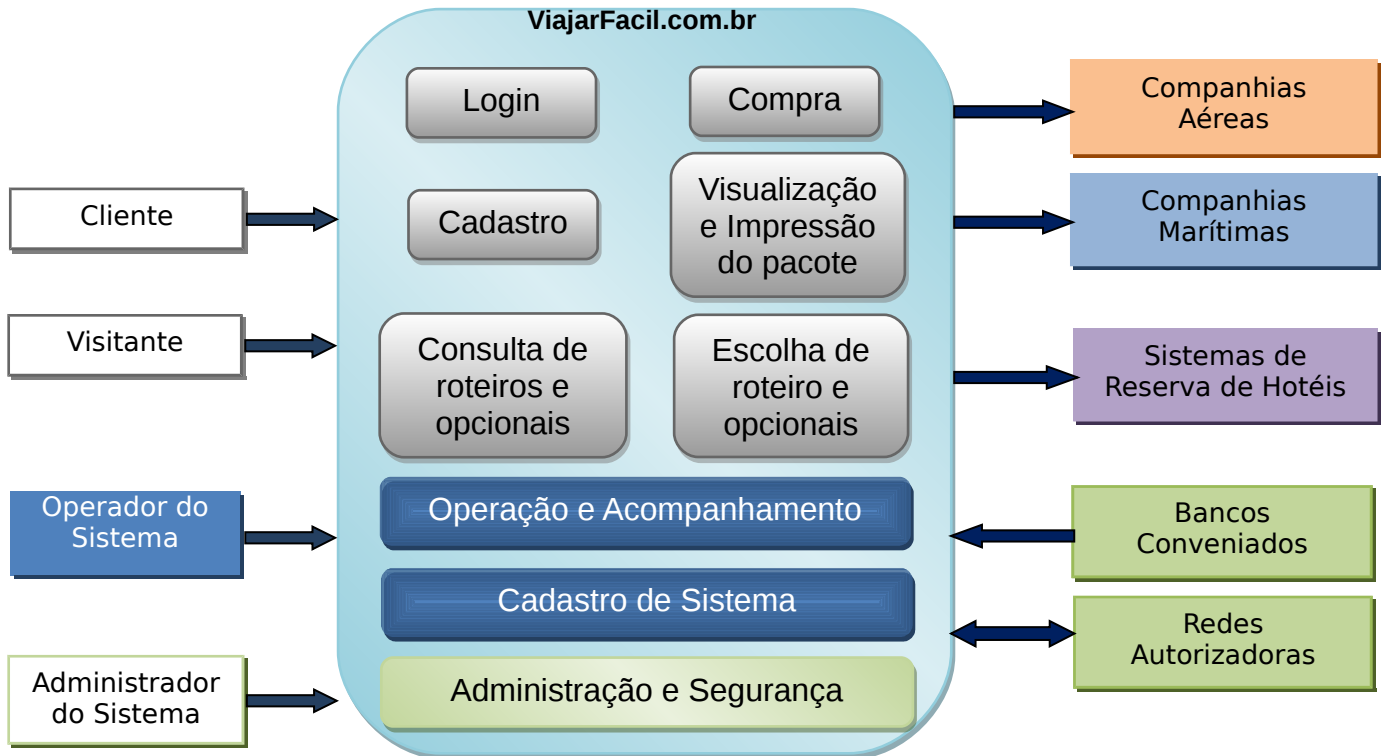 ViajarFacil.com.br
Login
Compra
Cadastro
Visualização
e Impressão
do pacote
Consulta de
roteiros e
opcionais
Escolha de
roteiro e
opcionais
Operação e Acompanhamento
Cadastro de Sistema
Administração e Segurança
Cliente
Visitante
Operador do
Sistema
Administrador
do Sistema
Companhias
Aéreas
Companhias
Marítimas
Sistemas de
Reserva de Hotéis
Bancos
Conveniados
Redes
Autorizadoras